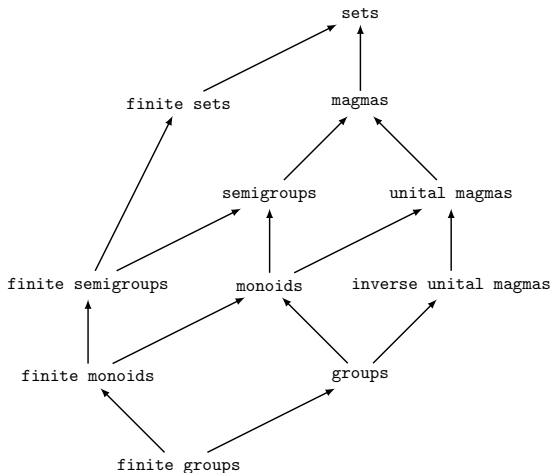 sets
finite sets
magmas
semigroups
unital magmas
finite semigroups
monoids
inverse unital magmas
finite monoids
groups
finite groups